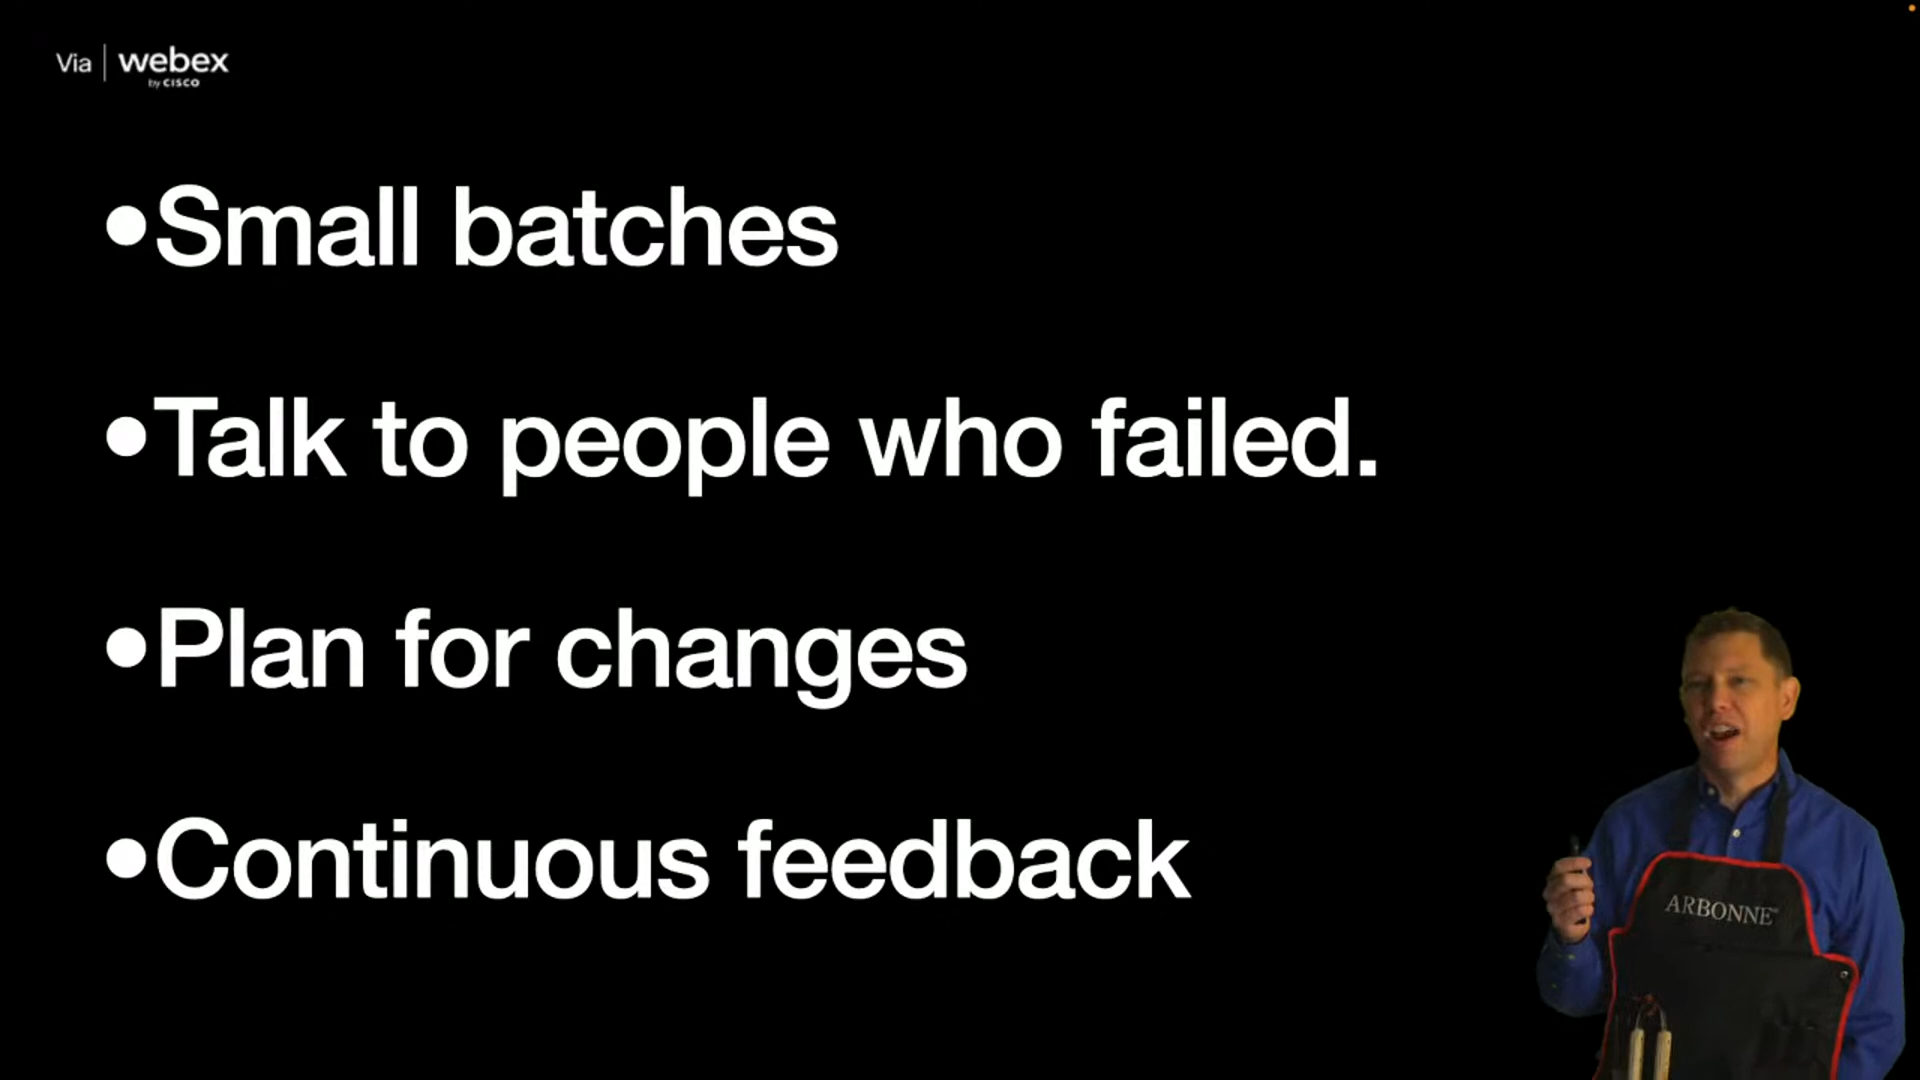 Via | webex
by CISCO
•Small batches
•Talk to people who failed.
•Plan for changes
•Continuous feedback
ARBONNE